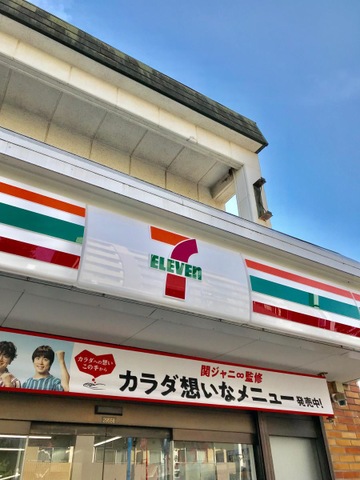 7
ELEVEn
関ジャニ∞監修
カラダへの想い
この手から
カラダ想いなメニュー発売中!